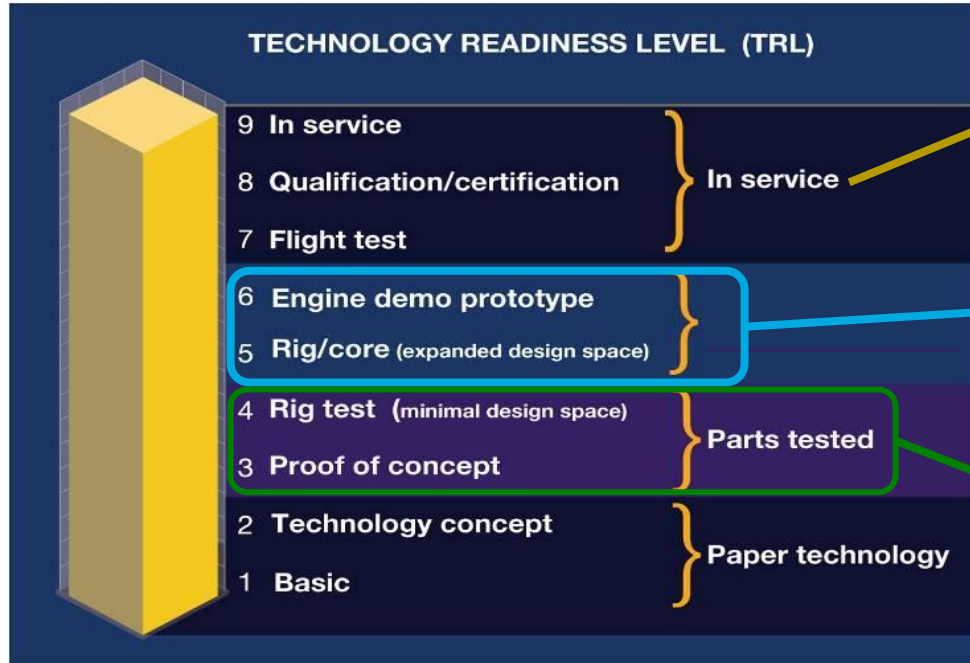 TECHNOLOGY READINESS LEVEL (TRL)
9 In service
8 Qualification/certification
In service
7 Flight test
6 Engine demo prototype
5 Rig/core (expanded design space)
4 Rig test (minimal design space)
Parts tested
3 Proof of concept
2 Technology concept
Paper technology
1 Basic